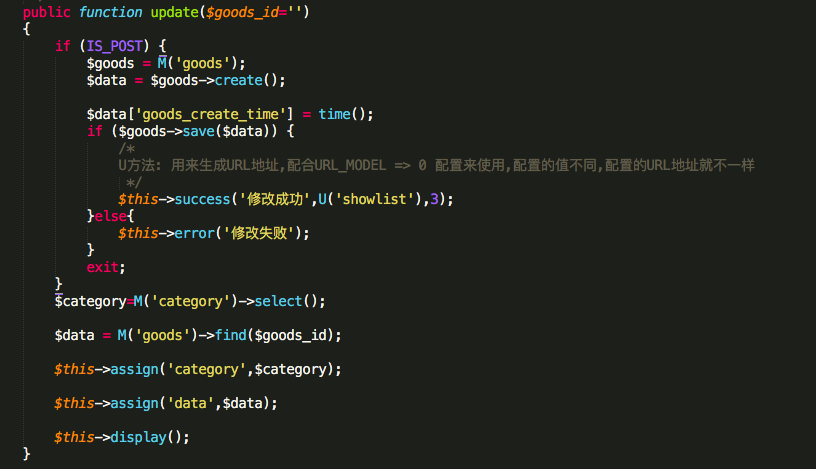 public function update($goods_id='')
{
if (IS_POST) {
$goods = M('goods');
$data = $goods->create();
$data['goods_create_time'] = time();
if ($goods->save($data)) {
/*
U方法: 用来生成URL地址,配合URL_MODEL => 0 配置来使用,配置的值不同,配置的URL地址就不一样
*/
$this->success('修改成功',U('showlist'),3);
}else{
$this->error('修改失败');
}
exit;
}
$category=M('category')->select();
$data = M('goods')->find($goods_id);
$this->assign('category',$category);
$this->assign('data',$data);
$this->display();
}